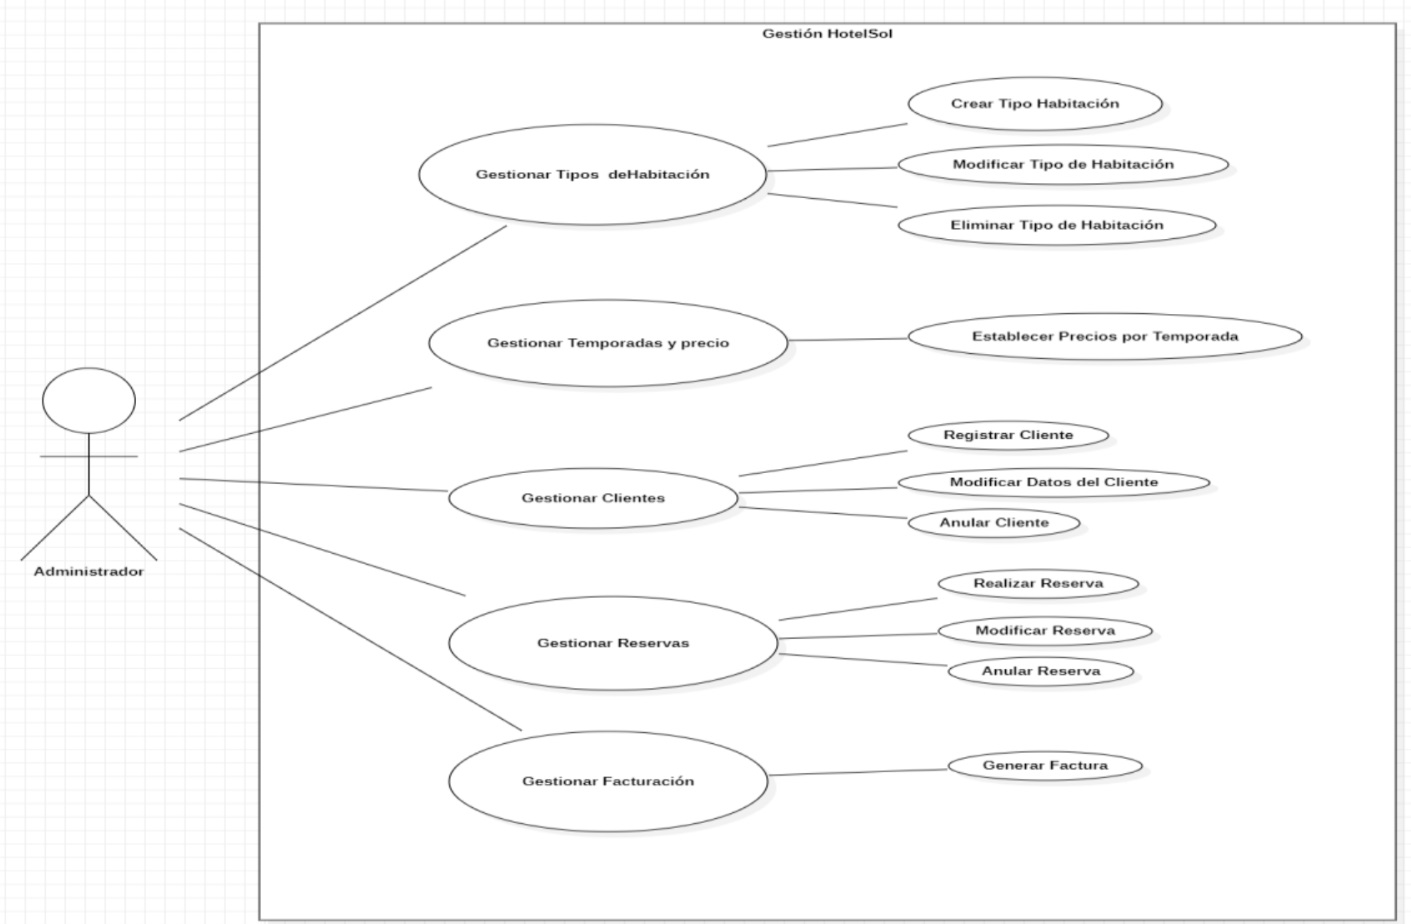 Gestión HotelSol
Crear Tipo Habitación
Gestionar Tipos deHabitación
Modificar Tipo de Habitación
Eliminar Tipo de Habitación
Gestionar Temporadas y precio
Establecer Precios por Temporada
Registrar Cliente
Gestionar Clientes
Modificar Datos del Cliente
Anular Cliente
Administrador
Realizar Reserva
Gestionar Reservas
Modificar Reserva
Anular Reserva
Gestionar Facturación
Generar Factura